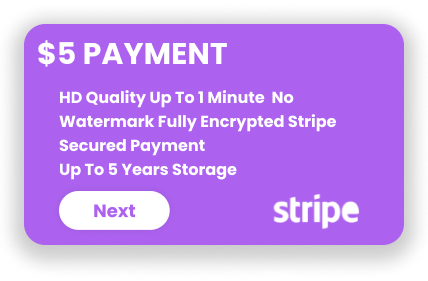 $5 PAYMENT
HD Quality Up To 1 Minute  No
Watermark Fully Encrypted Stripe
Secured Payment
Up To 5 Years Storage
Next
stripe